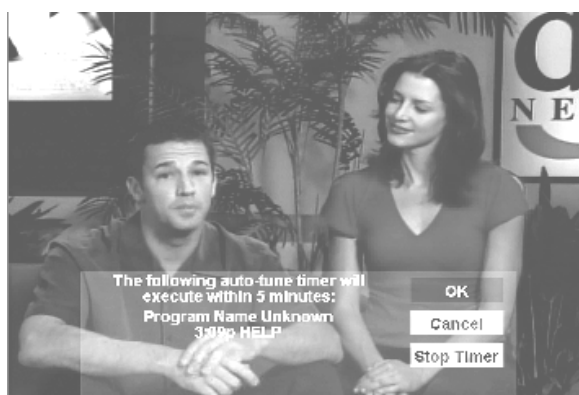 NE
The following auto-tune timer will
execute within 5 minutes:
Program Name Unknown
3:09p HELP
OK
Cancel
Stop Timer